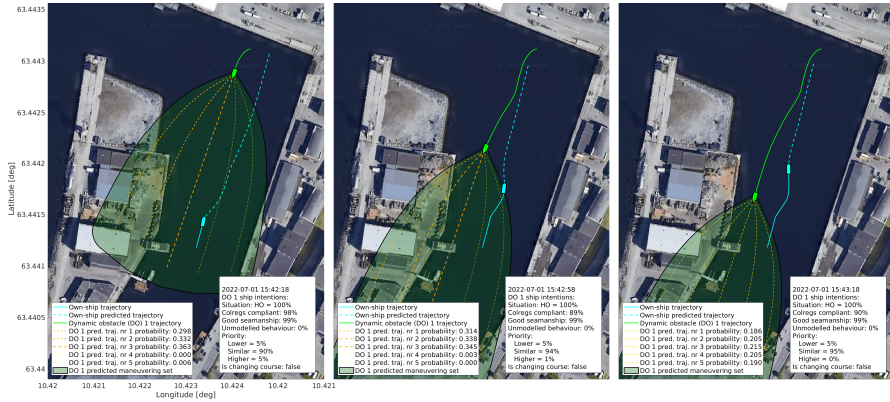 63.4435
63.443
63.4425
63.442
63.4415
63.441
63.4405
63.44
Latitude [deg]
10.42
10.421
10.422
10.423
10.424
10.42
10.421
Longitude [deg]
2022-07-01 15:42:18
DO 1 ship intentions:
Situation: HO = 100%
Colregs compliant: 98%
Good seamanship: 99%
Unmodelled behaviour: 0%
Priority:
Lower = 5%
Similar = 90%
Higher = 5%
Is changing course: false
Own-ship trajectory
Own-ship predicted trajectory
Dynamic obstacle (DO) 1 trajectory
DO 1 pred. traj. nr 1 probability: 0.298
DO 1 pred. traj. nr 2 probability: 0.332
DO 1 pred. traj. nr 3 probability: 0.363
DO 1 pred. traj. nr 4 probability: 0.000
DO 1 pred. traj. nr 5 probability: 0.006
DO 1 predicted maneuvering set
2022-07-01 15:42:58
DO 1 ship intentions:
Situation: HO = 100%
Colregs compliant: 89%
Good seamanship: 99%
Unmodelled behaviour: 0%
Priority:
Lower = 5%
Similar = 94%
Higher = 1%
Is changing course: false
Own-ship trajectory
Own-ship predicted trajectory
Dynamic obstacle (DO) 1 trajectory
DO 1 pred. traj. nr 1 probability: 0.314
DO 1 pred. traj. nr 2 probability: 0.338
DO 1 pred. traj. nr 3 probability: 0.345
DO 1 pred. traj. nr 4 probability: 0.003
DO 1 pred. traj. nr 5 probability: 0.000
DO 1 predicted maneuvering set
2022-07-01 15:43:18
DO 1 ship intentions:
Situation: HO = 100%
Colregs compliant: 90%
Good seamanship: 99%
Unmodelled behaviour: 0%
Priority:
Lower = 5%
Similar = 95%
Higher = 0%
Is changing course: false
Own-ship trajectory
Own-ship predicted trajectory
Dynamic obstacle (DO) 1 trajectory
DO 1 pred. traj. nr 1 probability: 0.186
DO 1 pred. traj. nr 2 probability: 0.205
DO 1 pred. traj. nr 3 probability: 0.215
DO 1 pred. traj. nr 4 probability: 0.205
DO 1 pred. traj. nr 5 probability: 0.190
DO 1 predicted maneuvering set